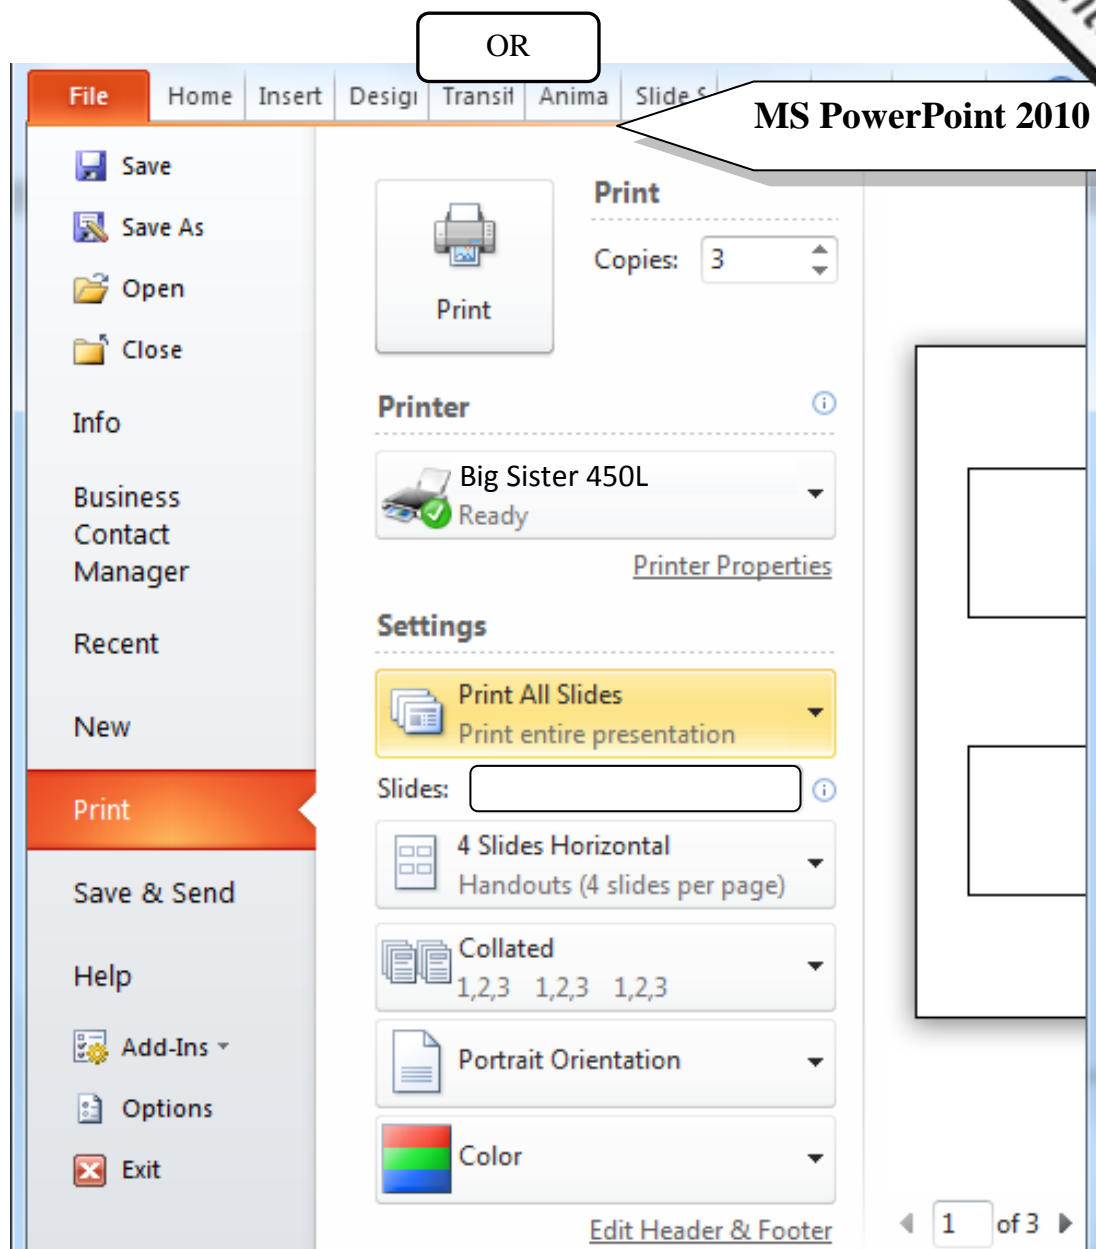 OR
File Home Insert Desig Transit Anima Slide S
MS PowerPoint 2010
Save
Save As
Open
Close
Info
Business
Contact
Manager
Recent
New
Print
Save & Send
Help
Add-Ins
Options
Exit
Print
Print
Copies: 3
Printer
Big Sister 450L
Ready
Printer Properties
Settings
Print All Slides
Print entire presentation
Slides:
4 Slides Horizontal
Handouts (4 slides per page)
Collated
1,2,3 1,2,3 1,2,3
Portrait Orientation
Color
Edit Header & Footer
1 of 3